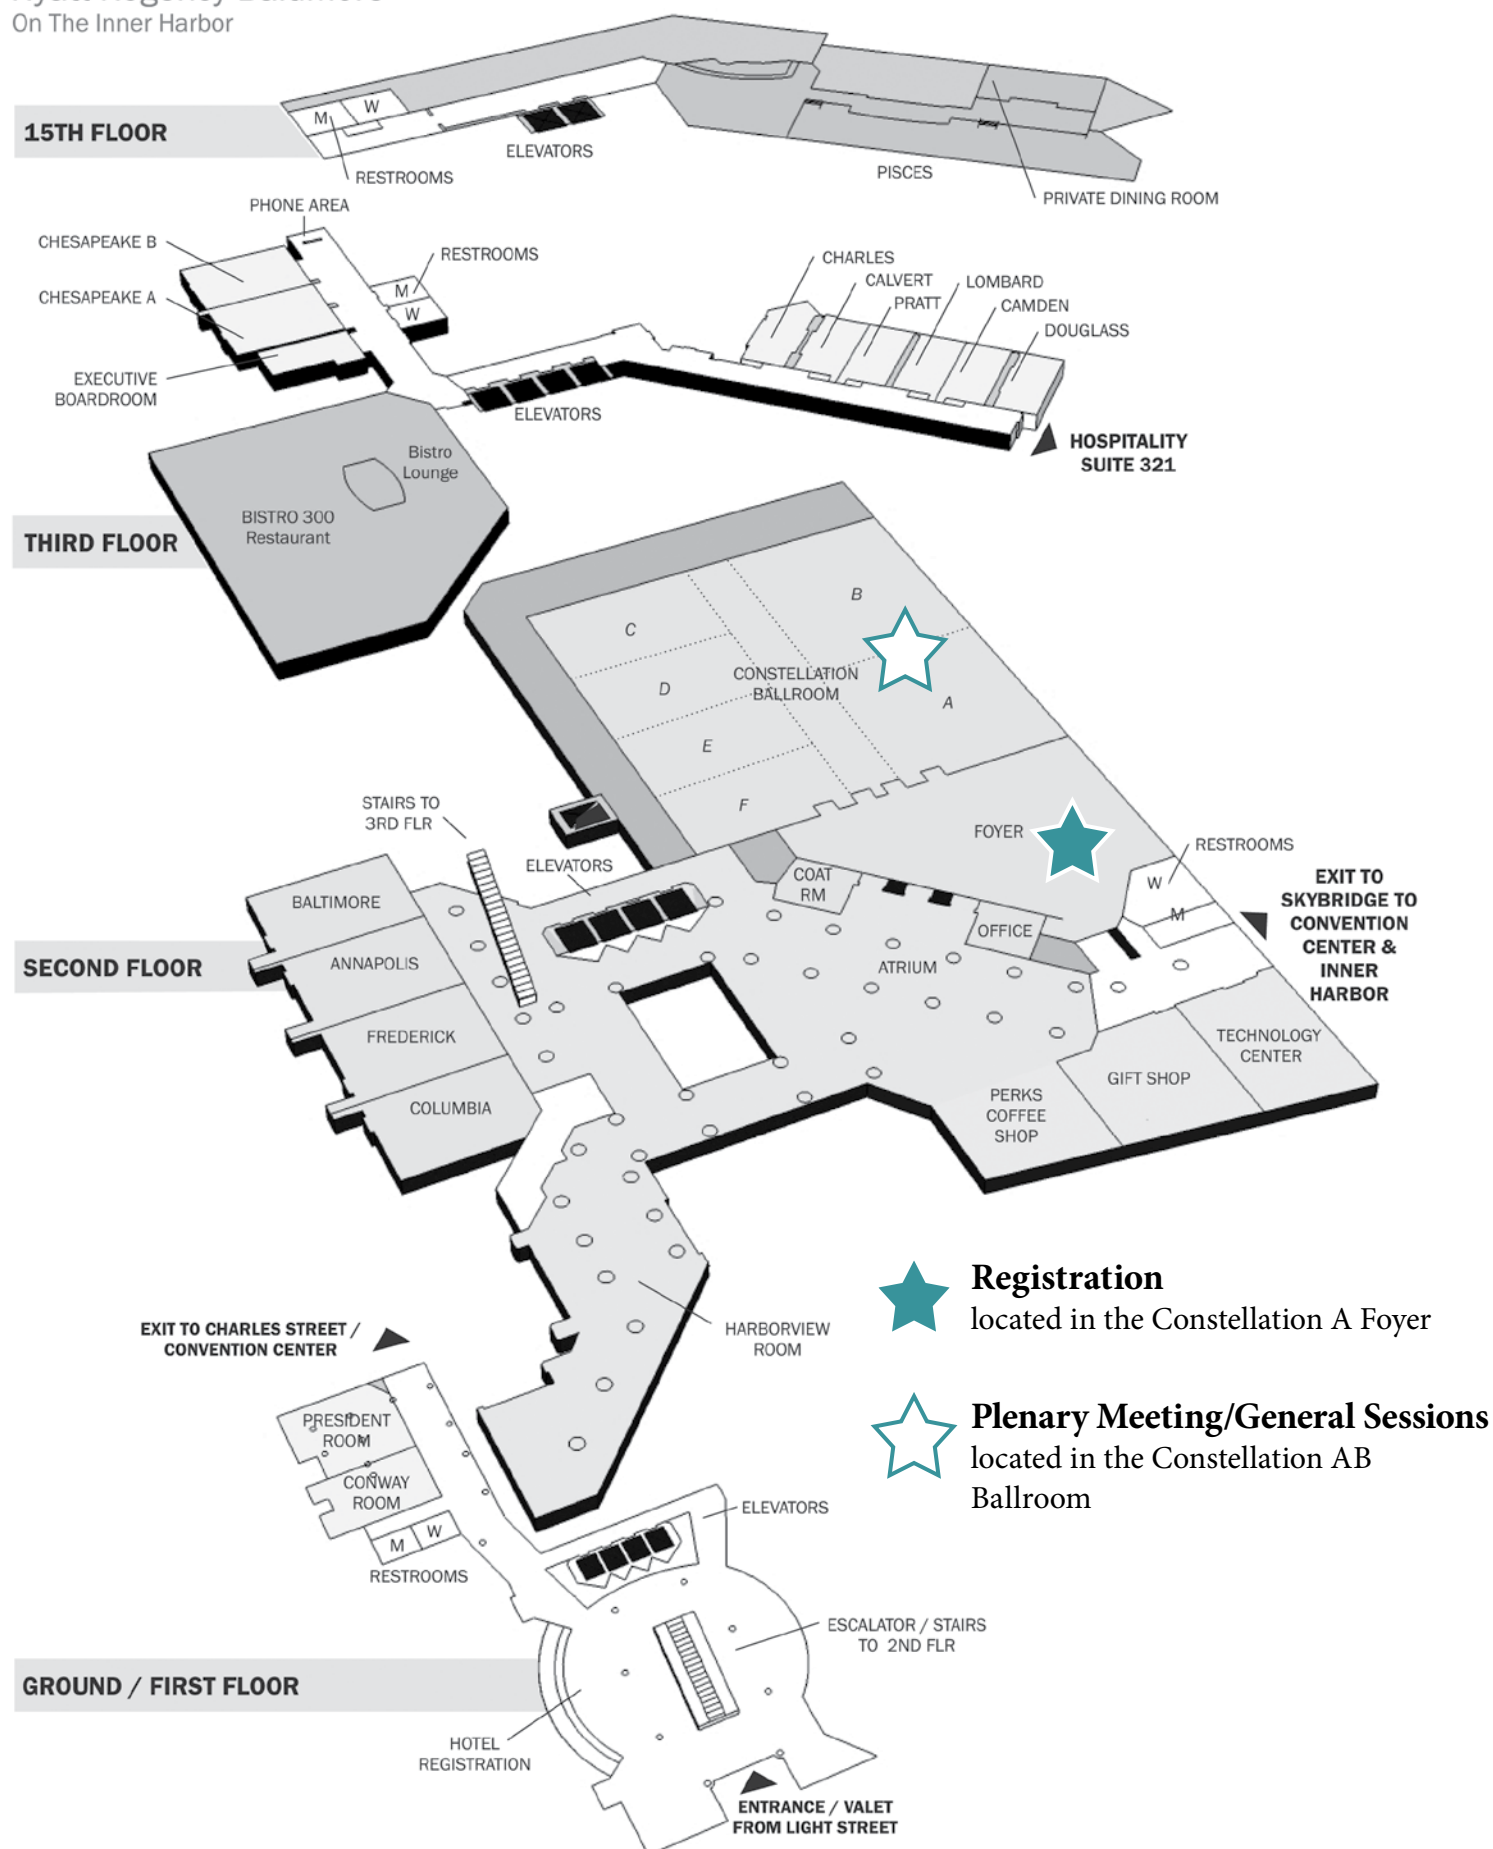 On The Inner Harbor
15TH FLOOR
M
W
RESTROOMS
ELEVATORS
PISCES
PRIVATE DINING ROOM
PHONE AREA
CHESAPEAKE B
CHESAPEAKE A
EXECUTIVE
BOARDROOM
RESTROOMS
M
W
ELEVATORS
CHARLES
CALVERT
PRATT
LOMBARD
CAMDEN
DOUGLASS
HOSPITALITY
SUITE 321
Bistro
Lounge
BISTRO 300
Restaurant
THIRD FLOOR
B
C
CONSTELLATION
BALLROOM
D
A
E
F
STAIRS TO
3RD FLR
ELEVATORS
FOYER
RESTROOMS
COAT
RM
W
M
EXIT TO
SKYBRIDGE TO
CONVENTION
CENTER &
INNER
HARBOR
OFFICE
BALTIMORE
ANNAPOLIS
ATRIUM
SECOND FLOOR
FREDERICK
COLUMBIA
TECHNOLOGY
CENTER
GIFT SHOP
PERKS
COFFEE
SHOP
HARBORVIEW
ROOM
Registration
located in the Constellation A Foyer
Plenary Meeting/General Sessions
located in the Constellation AB
Ballroom
EXIT TO CHARLES STREET /
CONVENTION CENTER
PRESIDENT
ROOM
CONWAY
ROOM
M
W
RESTROOMS
ELEVATORS
ESCALATOR / STAIRS
TO 2ND FLR
GROUND / FIRST FLOOR
HOTEL
REGISTRATION
ENTRANCE / VALET
FROM LIGHT STREET